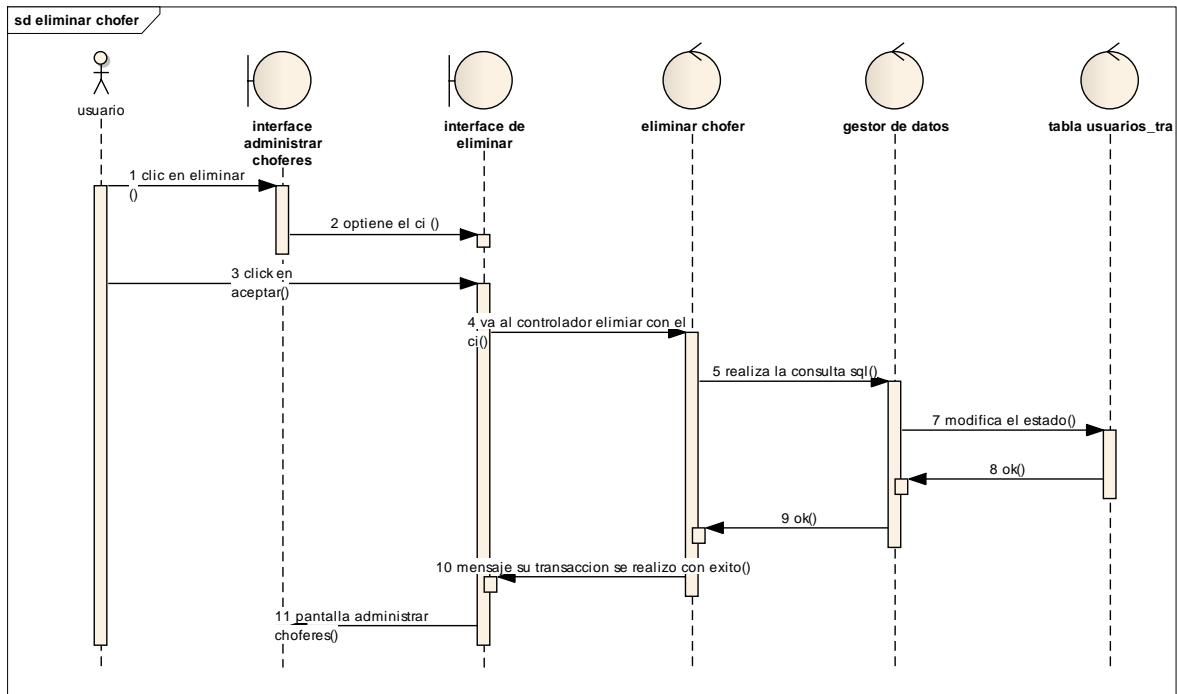 sd eliminar chofer
usuario
interface
administrar
choferes
interface de
eliminar
eliminar chofer
gestor de datos
tabla usuarios_tra
1 clic en eliminar
()
2 optiene el ci ()
3 click en
aceptar()
4 va al controlador elimiar con el
ci()
5 realiza la consulta sql()
7 modifica el estado()
8 ok()
9 ok()
10 mensaje su transaccion se realizo con exito()
11 pantalla administrar
choferes()